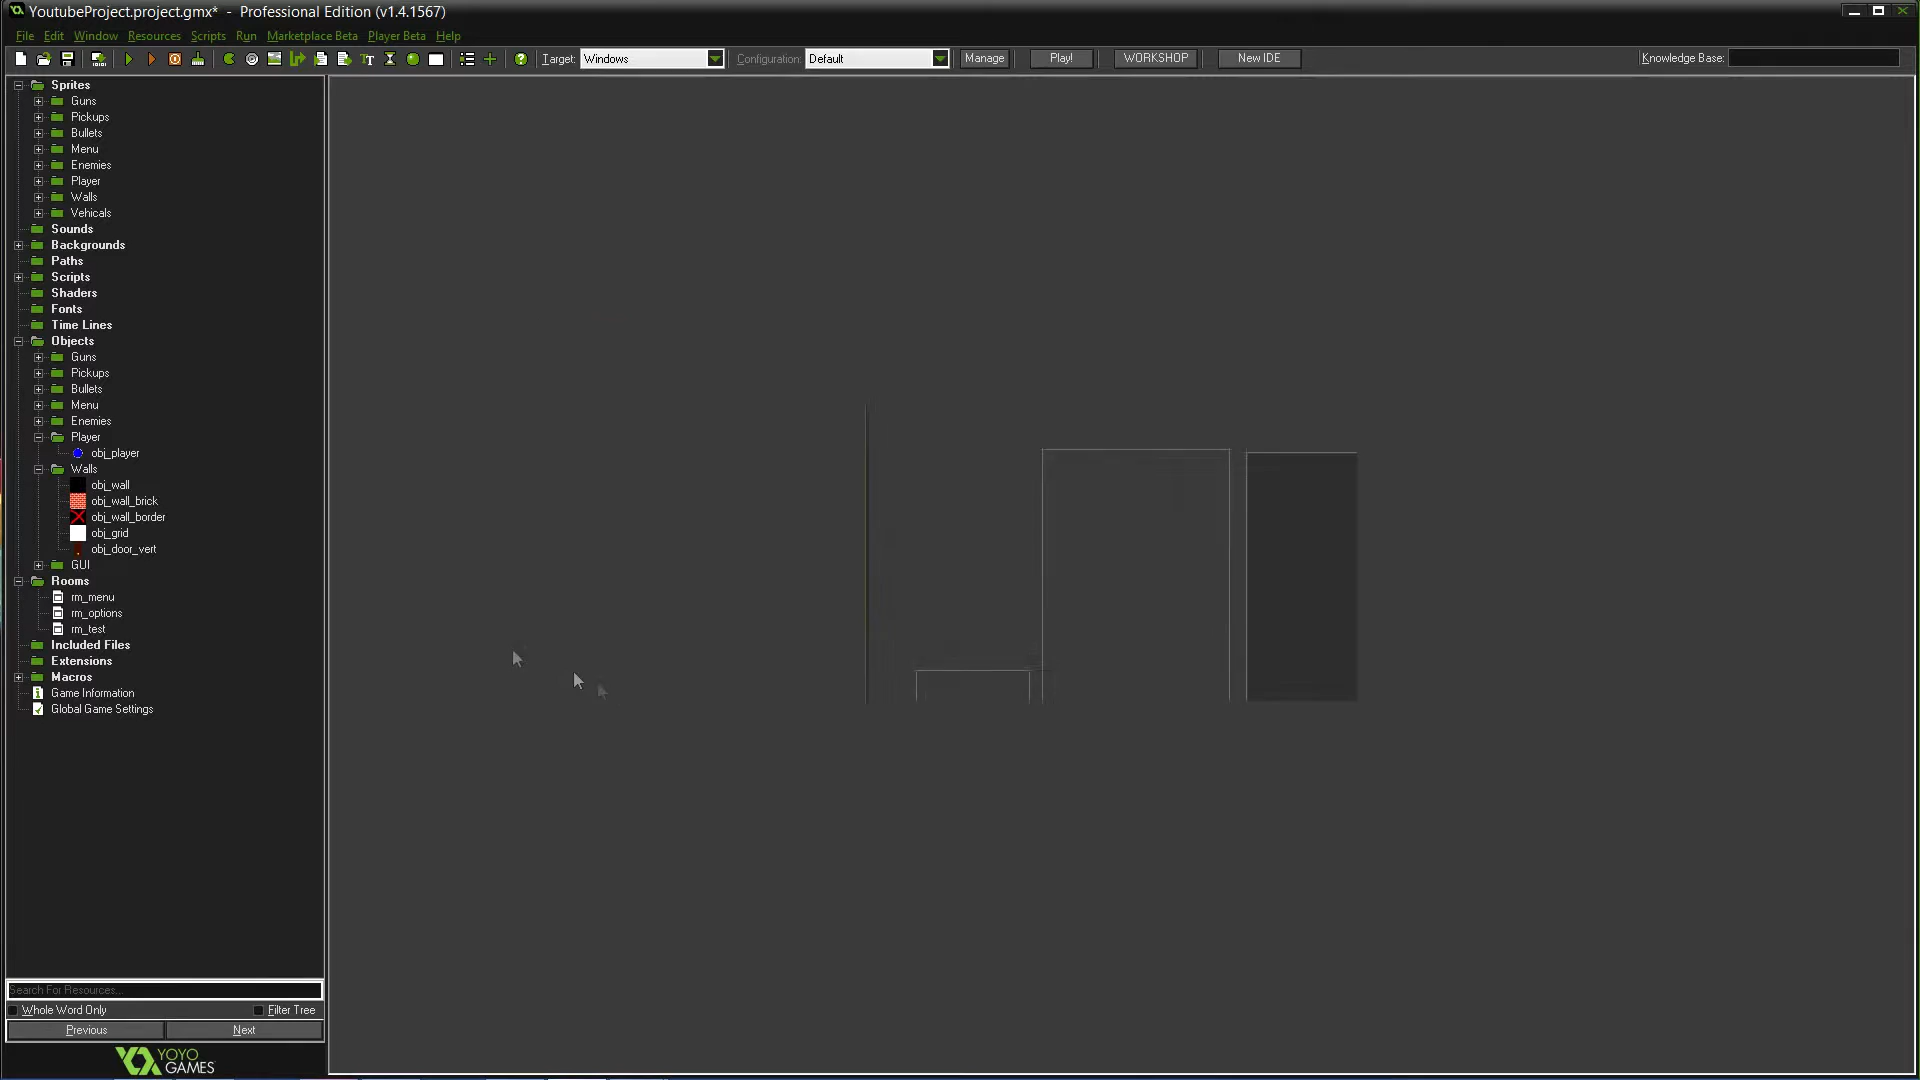 YoutubeProject.project.gmx* - Professional Edition (v1.4.1567)
File Edit Window Resources Scripts Run Marketplace Beta Player Beta Help
Target: Windows Configuration: Default Manage Play! WORKSHOP New IDE Knowledge Base:
Sprites
Guns
Pickups
Bullets
Menu
Enemies
Player
Walls
Vehicals
Sounds
Backgrounds
Paths
Scripts
Shaders
Fonts
Time Lines
Objects
Guns
Pickups
Bullets
Menu
Enemies
Player
obj_player
Walls
obj_wall
obj_wall_brick
obj_wall_border
obj_grid
obj_door_vert
GUI
Rooms
rm_menu
rm_options
rm_test
Included Files
Extensions
Macros
Game Information
Global Game Settings
Search For Resources...
Whole Word Only Filter Tree
Previous Next
YOYO
GAMES